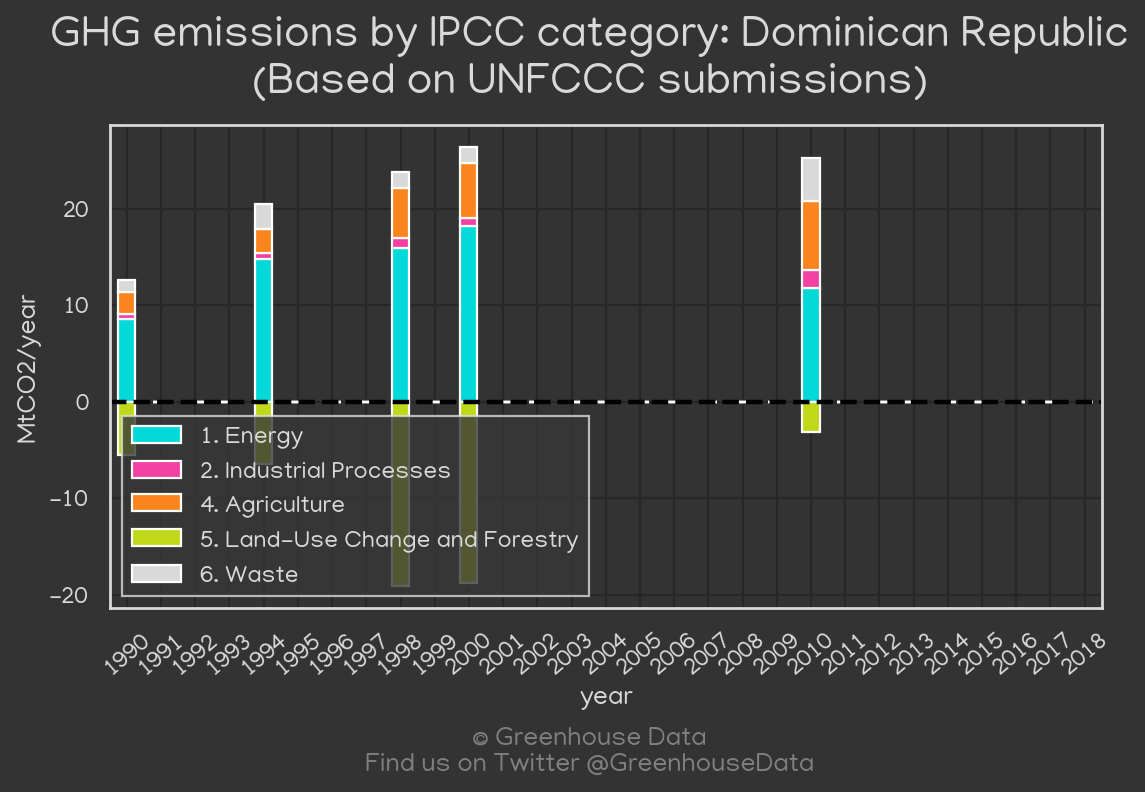 GHG emissions by IPCC category: Dominican Republic
(Based on UNFCCC submissions)
MtCO2/year
20
10
0
−10
−20
1. Energy
2. Industrial Processes
4. Agriculture
5. Land-Use Change and Forestry
6. Waste
1990 1991 1992 1993 1994 1995 1996 1997 1998 1999 2000 2001 2002 2003 2004 2005 2006 2007 2008 2009 2010 2011 2012 2013 2014 2015 2016 2017 2018
year
© Greenhouse Data
Find us on Twitter @GreenhouseData